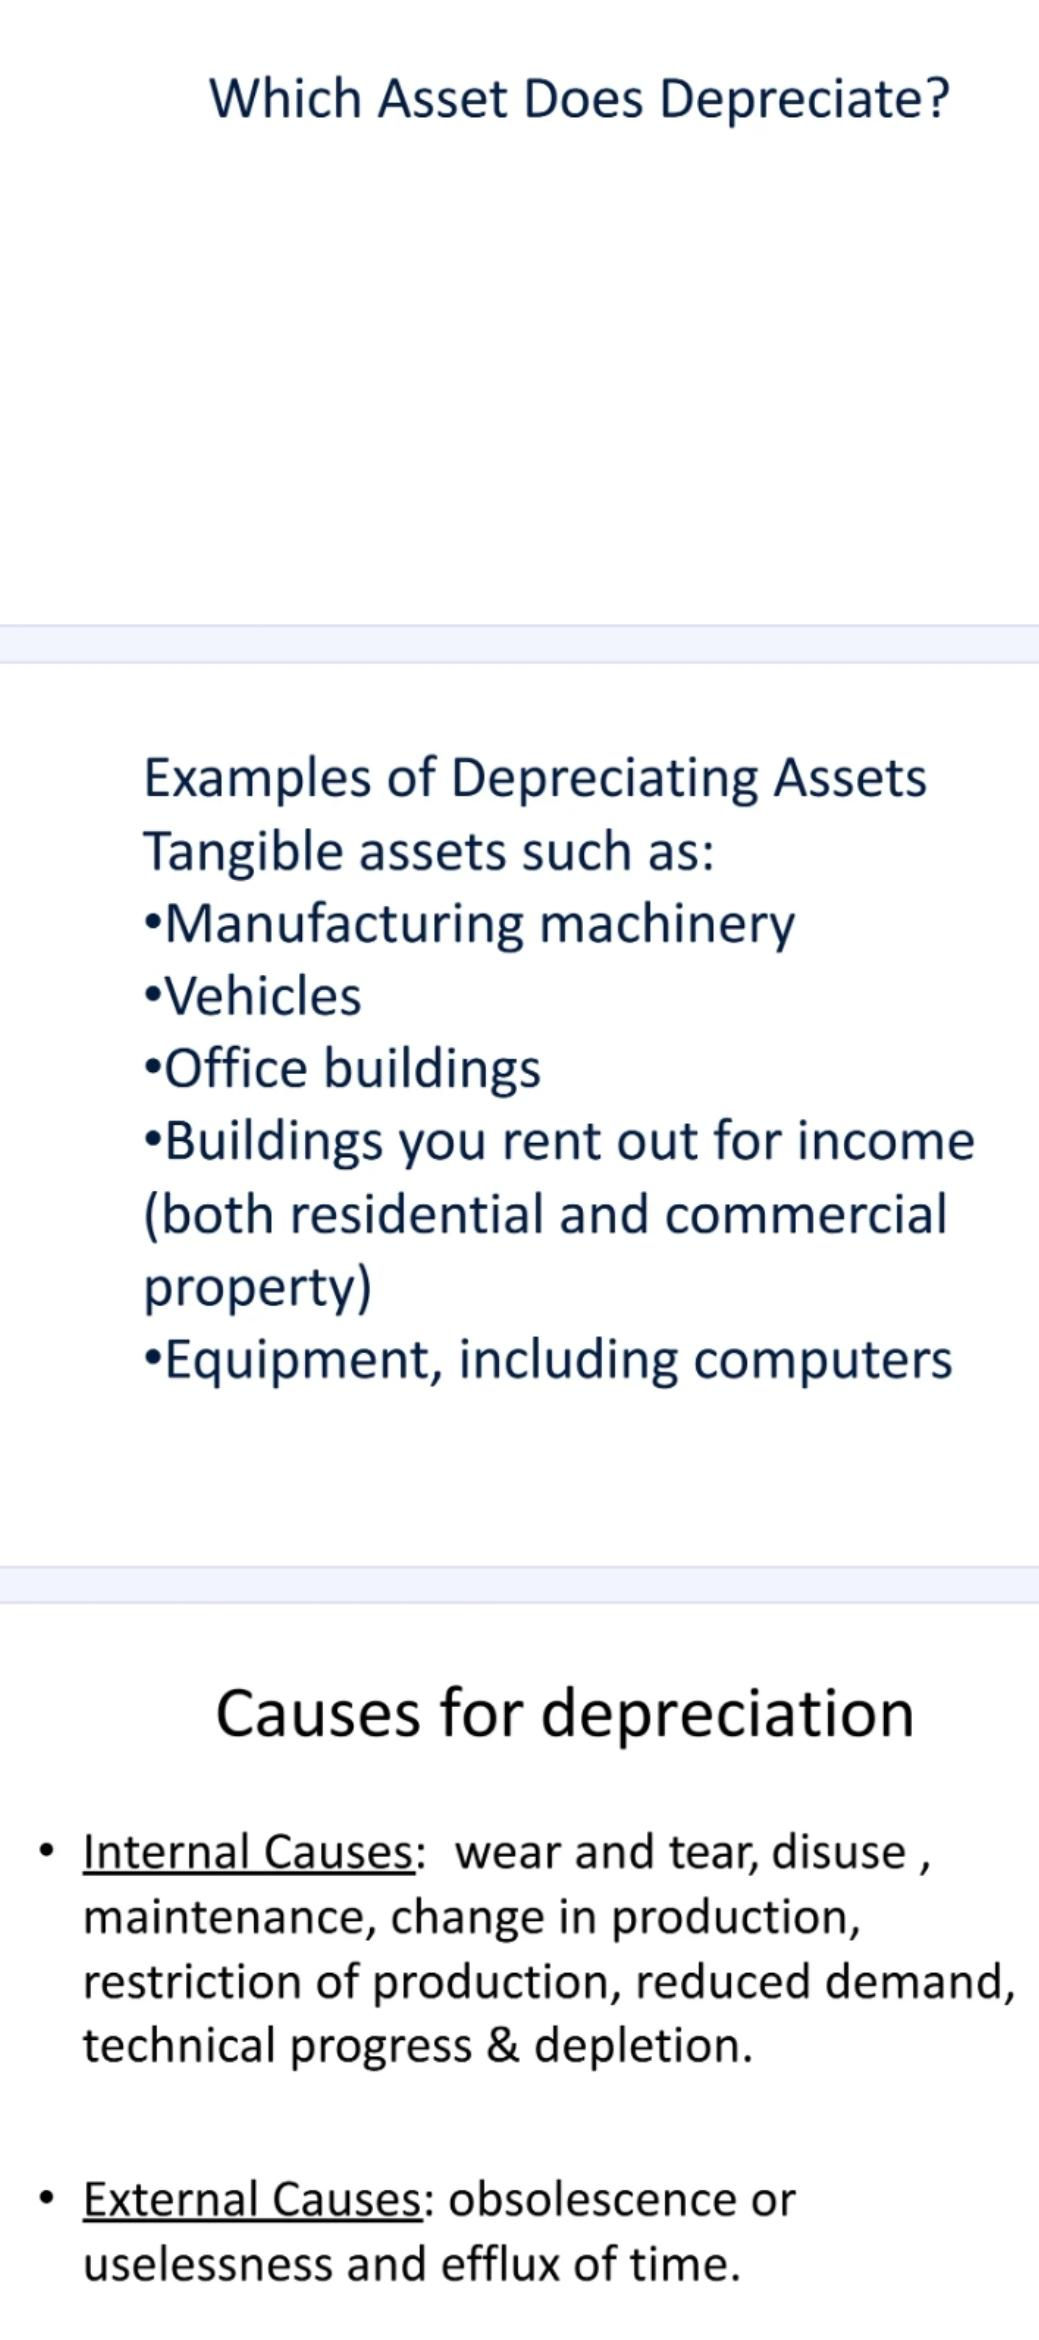 Which Asset Does Depreciate?
Examples of Depreciating Assets
Tangible assets such as:
•Manufacturing machinery
•Vehicles
•Office buildings
•Buildings you rent out for income
(both residential and commercial
property)
•Equipment, including computers
Causes for depreciation
• Internal Causes:  wear and tear, disuse ,
maintenance, change in production,
restriction of production, reduced demand,
technical progress & depletion.
• External Causes: obsolescence or
uselessness and efflux of time.